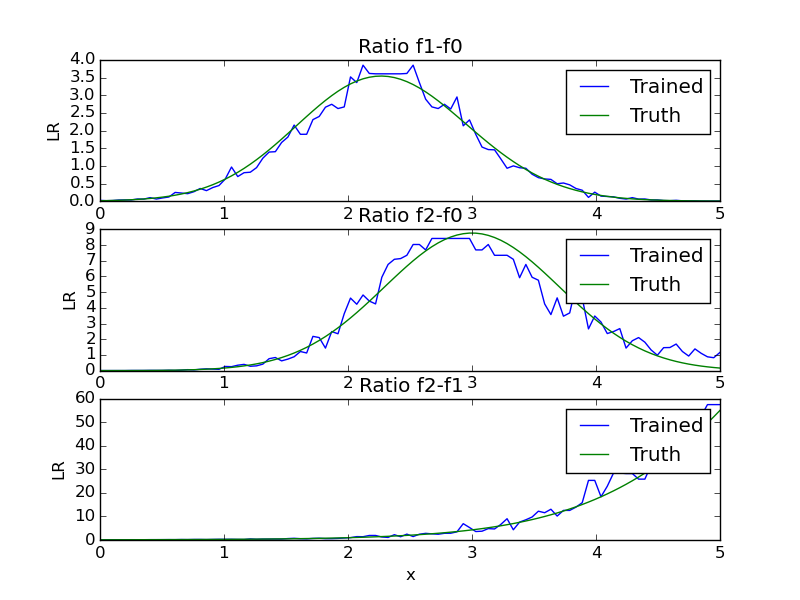 Ratio f1-f0
4.0
3.5
3.0
2.5
2.0
1.5
1.0
0.5
0.0
LR
Trained
Truth
0 1 2 3 4 5
Ratio f2-f0
9
8
7
6
5
4
3
2
1
0
LR
Trained
Truth
0 1 2 3 4 5
Ratio f2-f1
60
50
40
30
20
10
0
LR
Trained
Truth
0 1 2 3 4 5
x